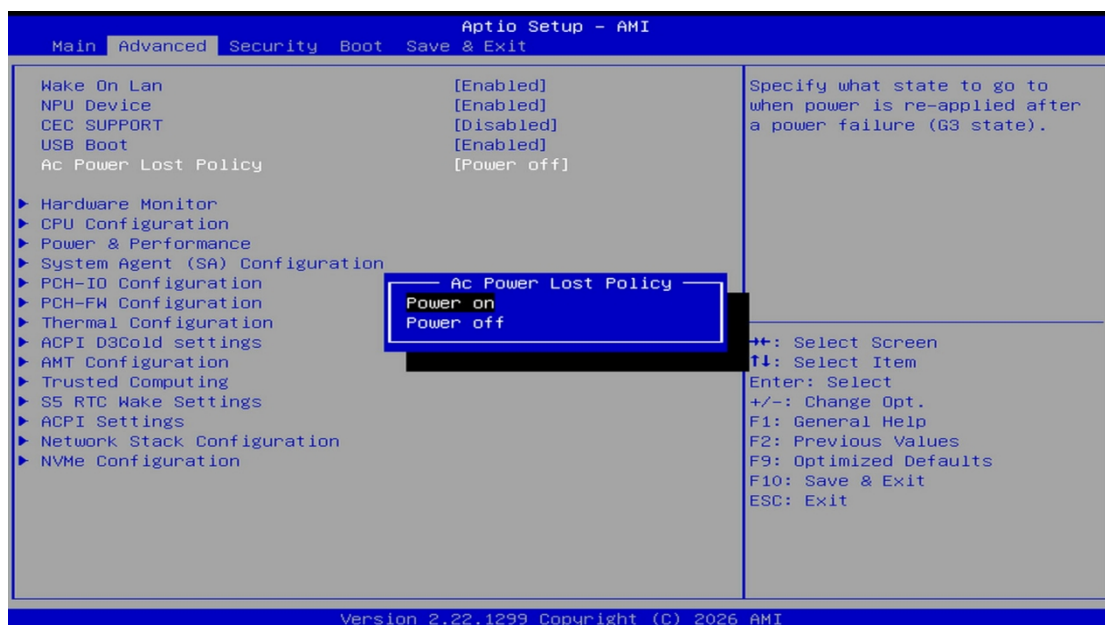 Aptio Setup – AMI
Main Advanced Security Boot Save & Exit
Wake On Lan [Enabled]
NPU Device [Enabled]
CEC SUPPORT [Disabled]
USB Boot [Enabled]
Ac Power Lost Policy [Power off]
Hardware Monitor
CPU Configuration
Power & Performance
System Agent (SA) Configuration
PCH-IO Configuration
PCH-FW Configuration
Thermal Configuration
ACPI D3Cold settings
AMT Configuration
Trusted Computing
S5 RTC Wake Settings
ACPI Settings
Network Stack Configuration
NVMe Configuration
Ac Power Lost Policy
Power on
Power off
Specify what state to go to
when power is re-applied after
a power failure (G3 state).
→←: Select Screen
↑↓: Select Item
Enter: Select
+/-: Change Opt.
F1: General Help
F2: Previous Values
F9: Optimized Defaults
F10: Save & Exit
ESC: Exit
Version 2.22.1299 Copyright (C) 2026 AMI